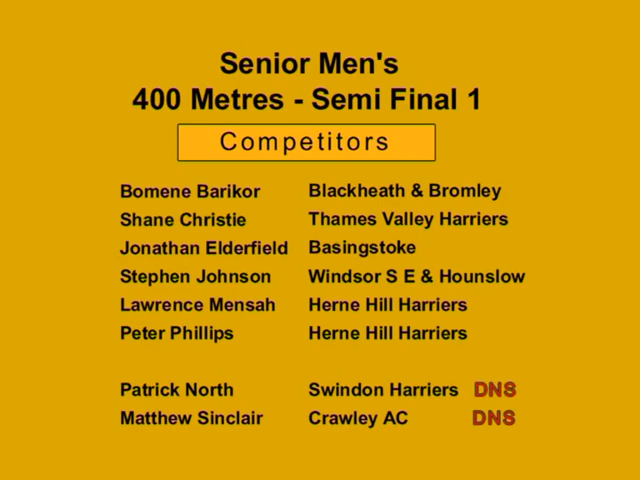 Senior Men's
400 Metres - Semi Final 1
Competitors
Bomene Barikor Blackheath & Bromley
Shane Christie Thames Valley Harriers
Jonathan Elderfield Basingstoke
Stephen Johnson Windsor S E & Hounslow
Lawrence Mensah Herne Hill Harriers
Peter Phillips Herne Hill Harriers
Patrick North Swindon Harriers DNS
Matthew Sinclair Crawley AC DNS